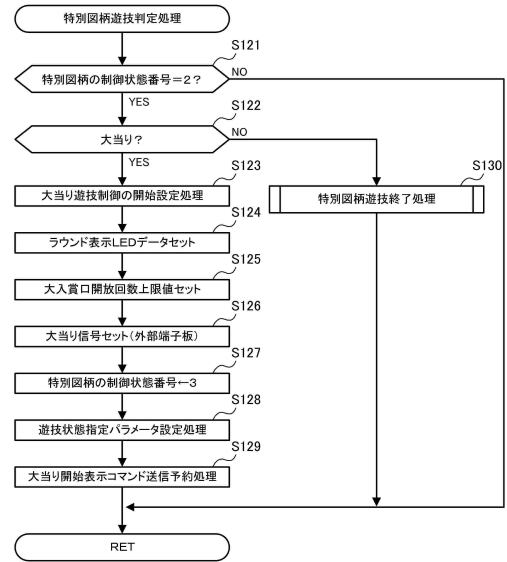 特別図柄遊技判定処理
S121
特別図柄の制御状態番号=2?
NO
YES
S122
大当り?
NO
YES
S123
大当り遊技制御の開始設定処理
S130
特別図柄遊技終了処理
S124
ラウンド表示LEDデータセット
S125
大入賞口開放回数上限値セット
S126
大当り信号セット(外部端子板)
S127
特別図柄の制御状態番号←3
S128
遊技状態指定パラメータ設定処理
S129
大当り開始表示コマンド送信予約処理
RET